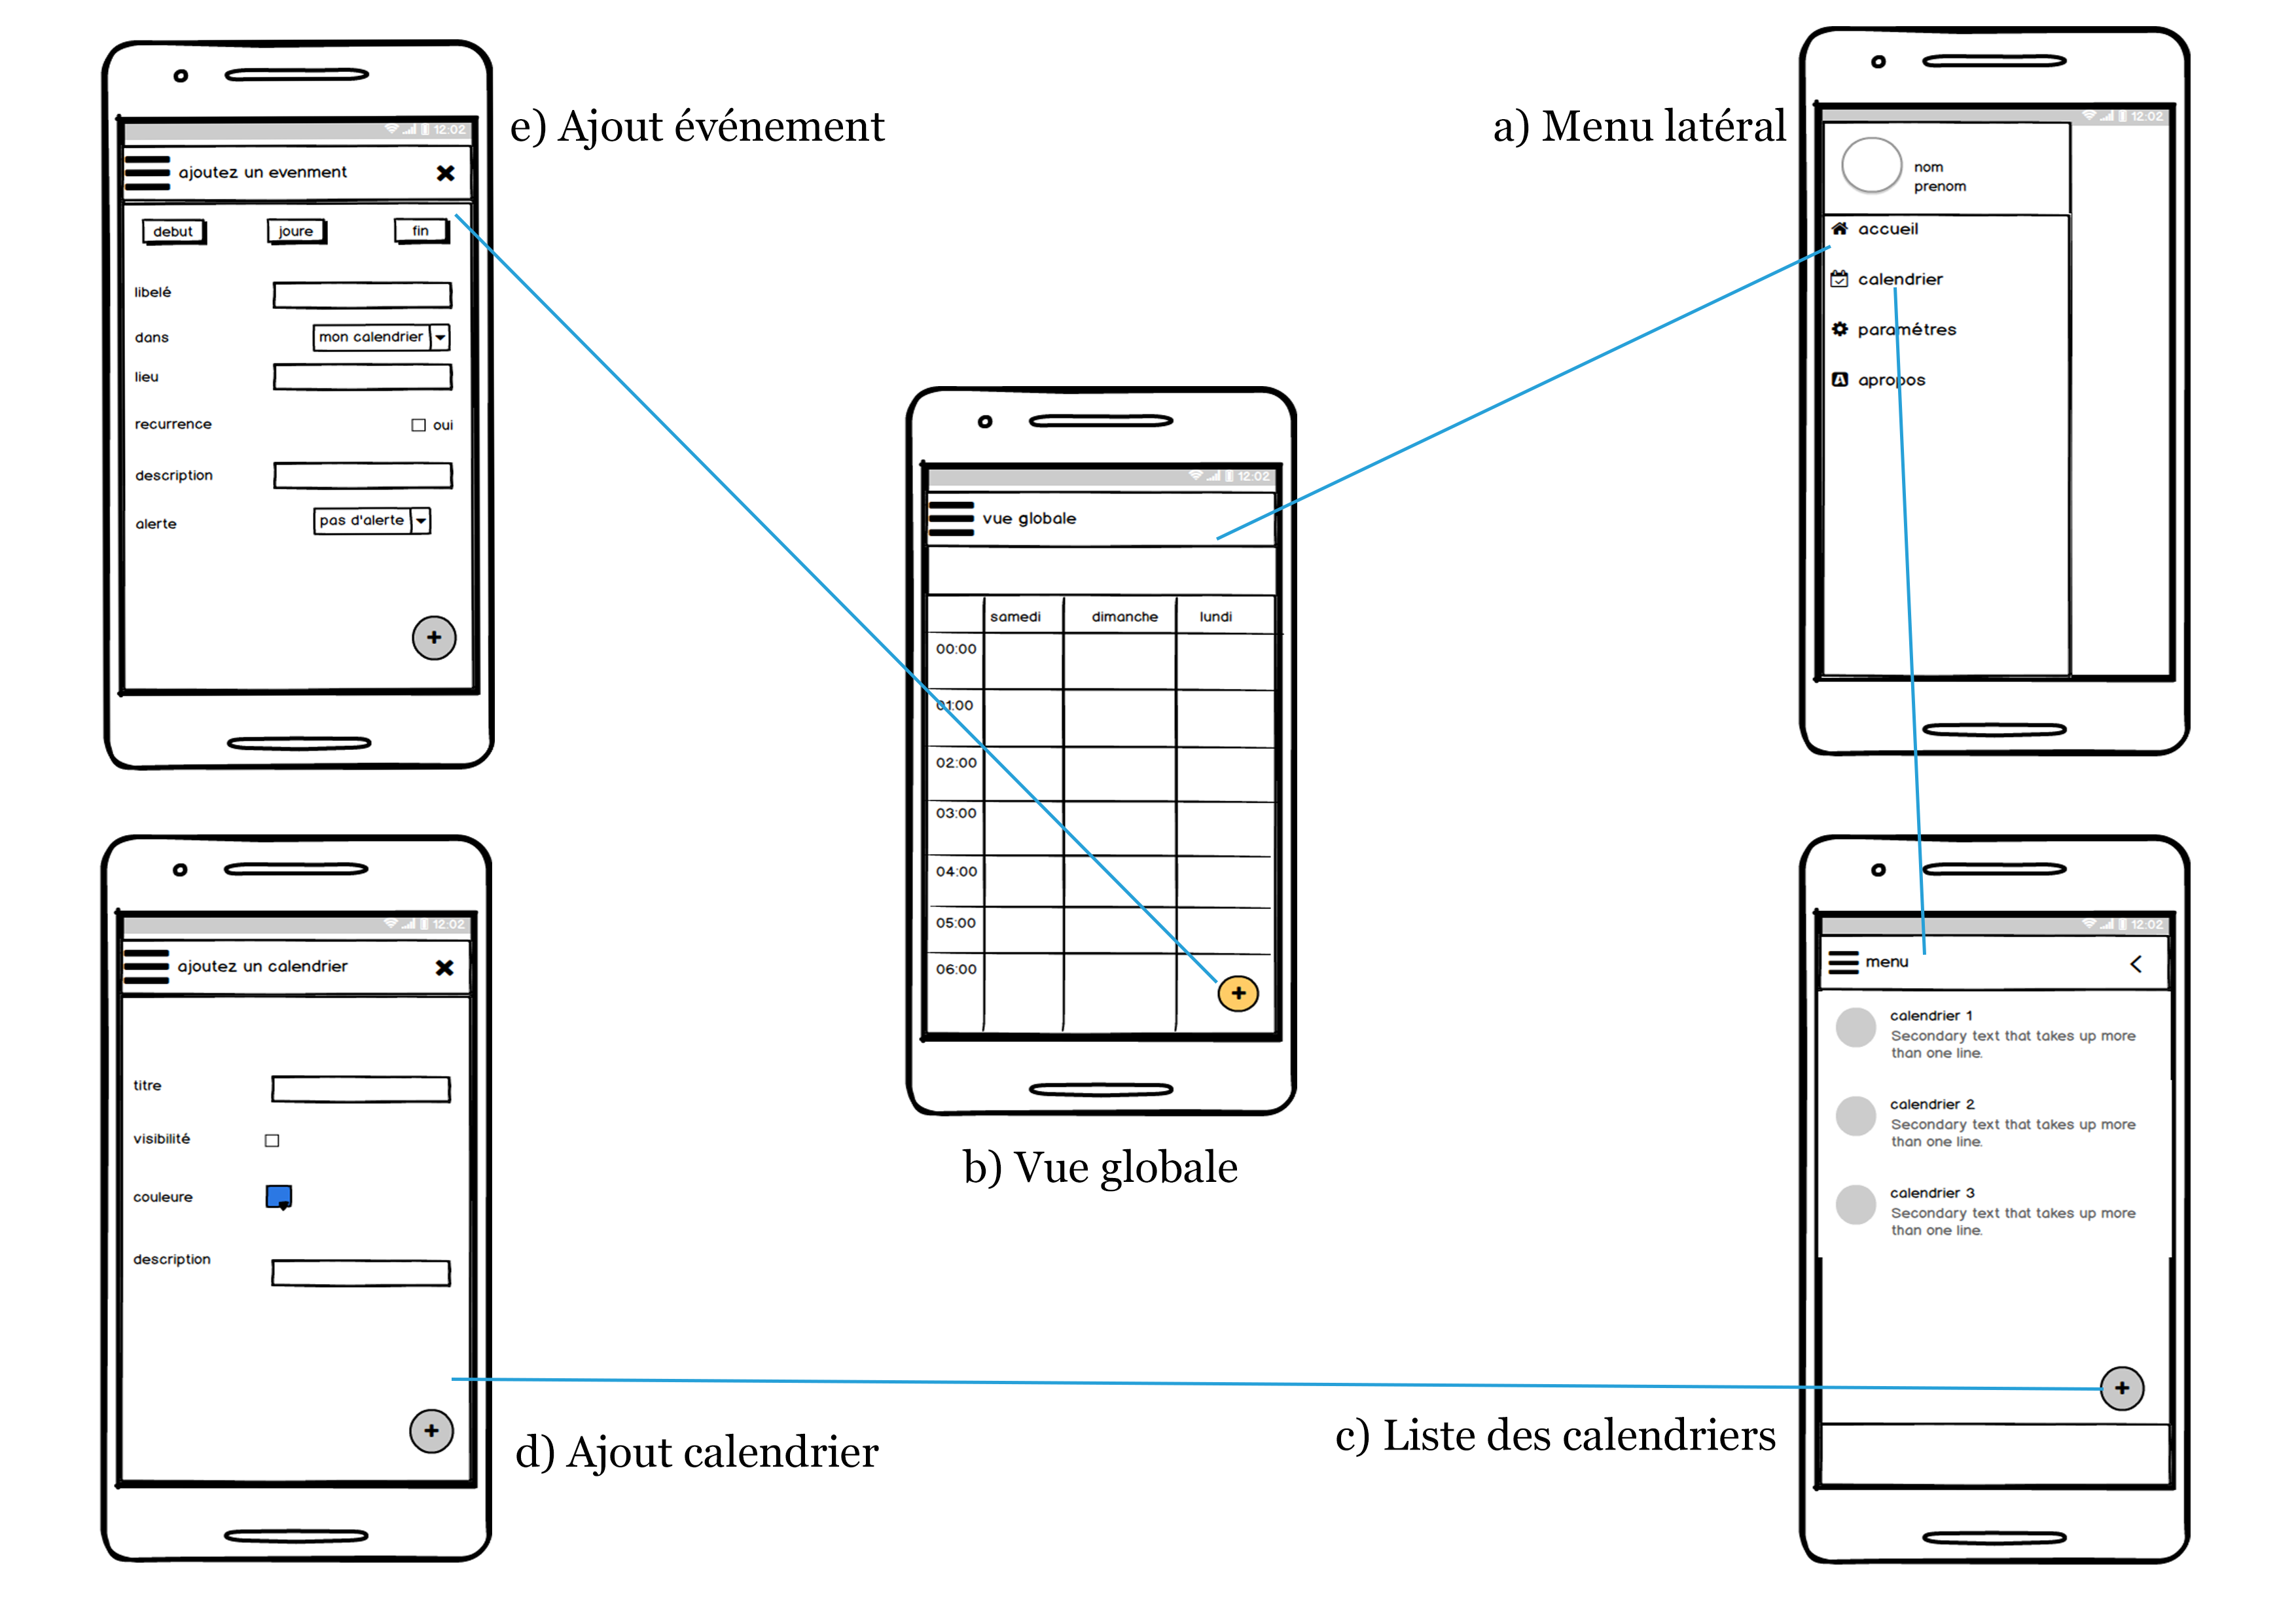 12:02
ajoutez un evenment
debut joure fin
libelé
dans mon calendrier
lieu
recurrence oui
description
alerte pas d'alerte
+
e) Ajout événement
a) Menu latéral
12:02
nom
prenom
accueil
calendrier
paramétres
apropos
12:02
vue globale
samedi dimanche lundi
00:00
01:00
02:00
03:00
04:00
05:00
06:00
+
b) Vue globale
12:02
ajoutez un calendrier
titre
visibilité
couleure
description
+
d) Ajout calendrier
12:02
menu
calendrier 1
Secondary text that takes up more
than one line.
calendrier 2
Secondary text that takes up more
than one line.
calendrier 3
Secondary text that takes up more
than one line.
+
c) Liste des calendriers